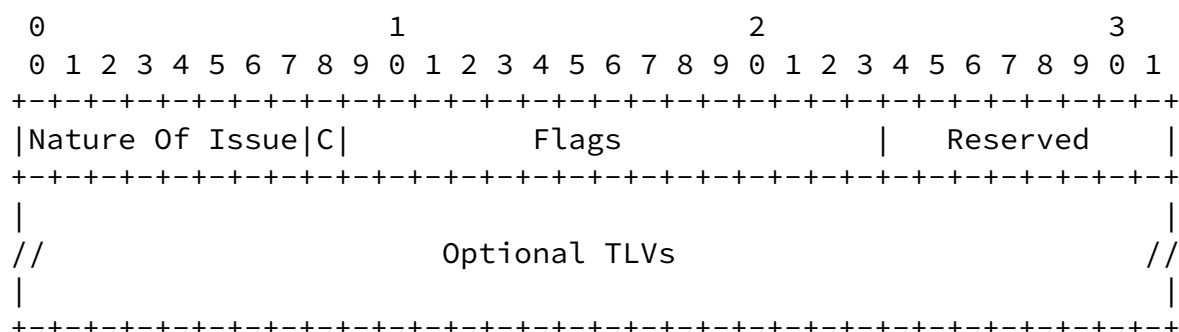 0                   1                   2                   3
 0 1 2 3 4 5 6 7 8 9 0 1 2 3 4 5 6 7 8 9 0 1 2 3 4 5 6 7 8 9 0 1
+-+-+-+-+-+-+-+-+-+-+-+-+-+-+-+-+-+-+-+-+-+-+-+-+-+-+-+-+-+-+-+-+
|Nature Of Issue|C|          Flags              |   Reserved    |
+-+-+-+-+-+-+-+-+-+-+-+-+-+-+-+-+-+-+-+-+-+-+-+-+-+-+-+-+-+-+-+-+
|                                                               |
//                      Optional TLVs                          //
|                                                               |
+-+-+-+-+-+-+-+-+-+-+-+-+-+-+-+-+-+-+-+-+-+-+-+-+-+-+-+-+-+-+-+-+